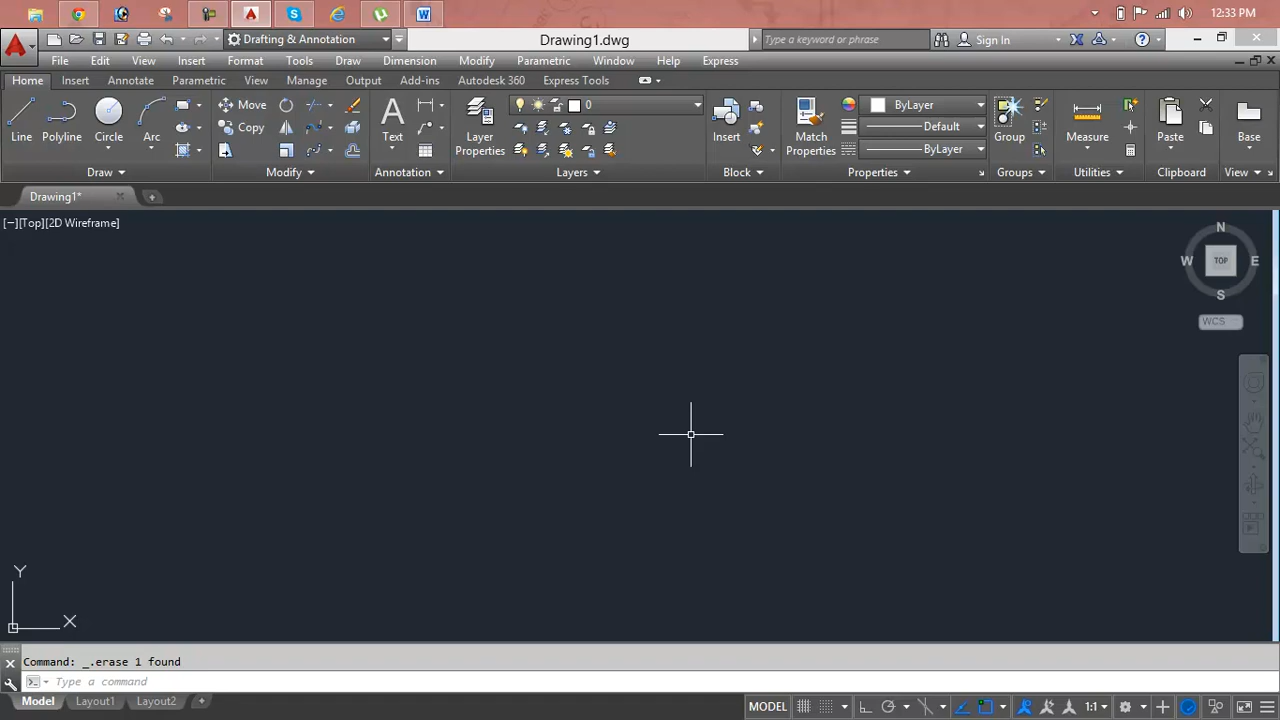 12:33 PM
Drafting & Annotation
Drawing1.dwg
Type a keyword or phrase
Sign In
File Edit View Insert Format Tools Draw Dimension Modify Parametric Window Help Express
Home Insert Annotate Parametric View Manage Output Add-ins Autodesk 360 Express Tools
Line
Polyline
Circle
Arc
Move
Copy
Text
Layer
Properties
0
Insert
Match
Properties
ByLayer
Default
ByLayer
Group
Measure
Paste
Base
Draw
Modify
Annotation
Layers
Block
Properties
Groups
Utilities
Clipboard
View
Drawing1*
[−][Top][2D Wireframe]
N
W
TOP
E
S
WCS
Y
X
Command: _.erase 1 found
Type a command
Model Layout1 Layout2
MODEL
1:1